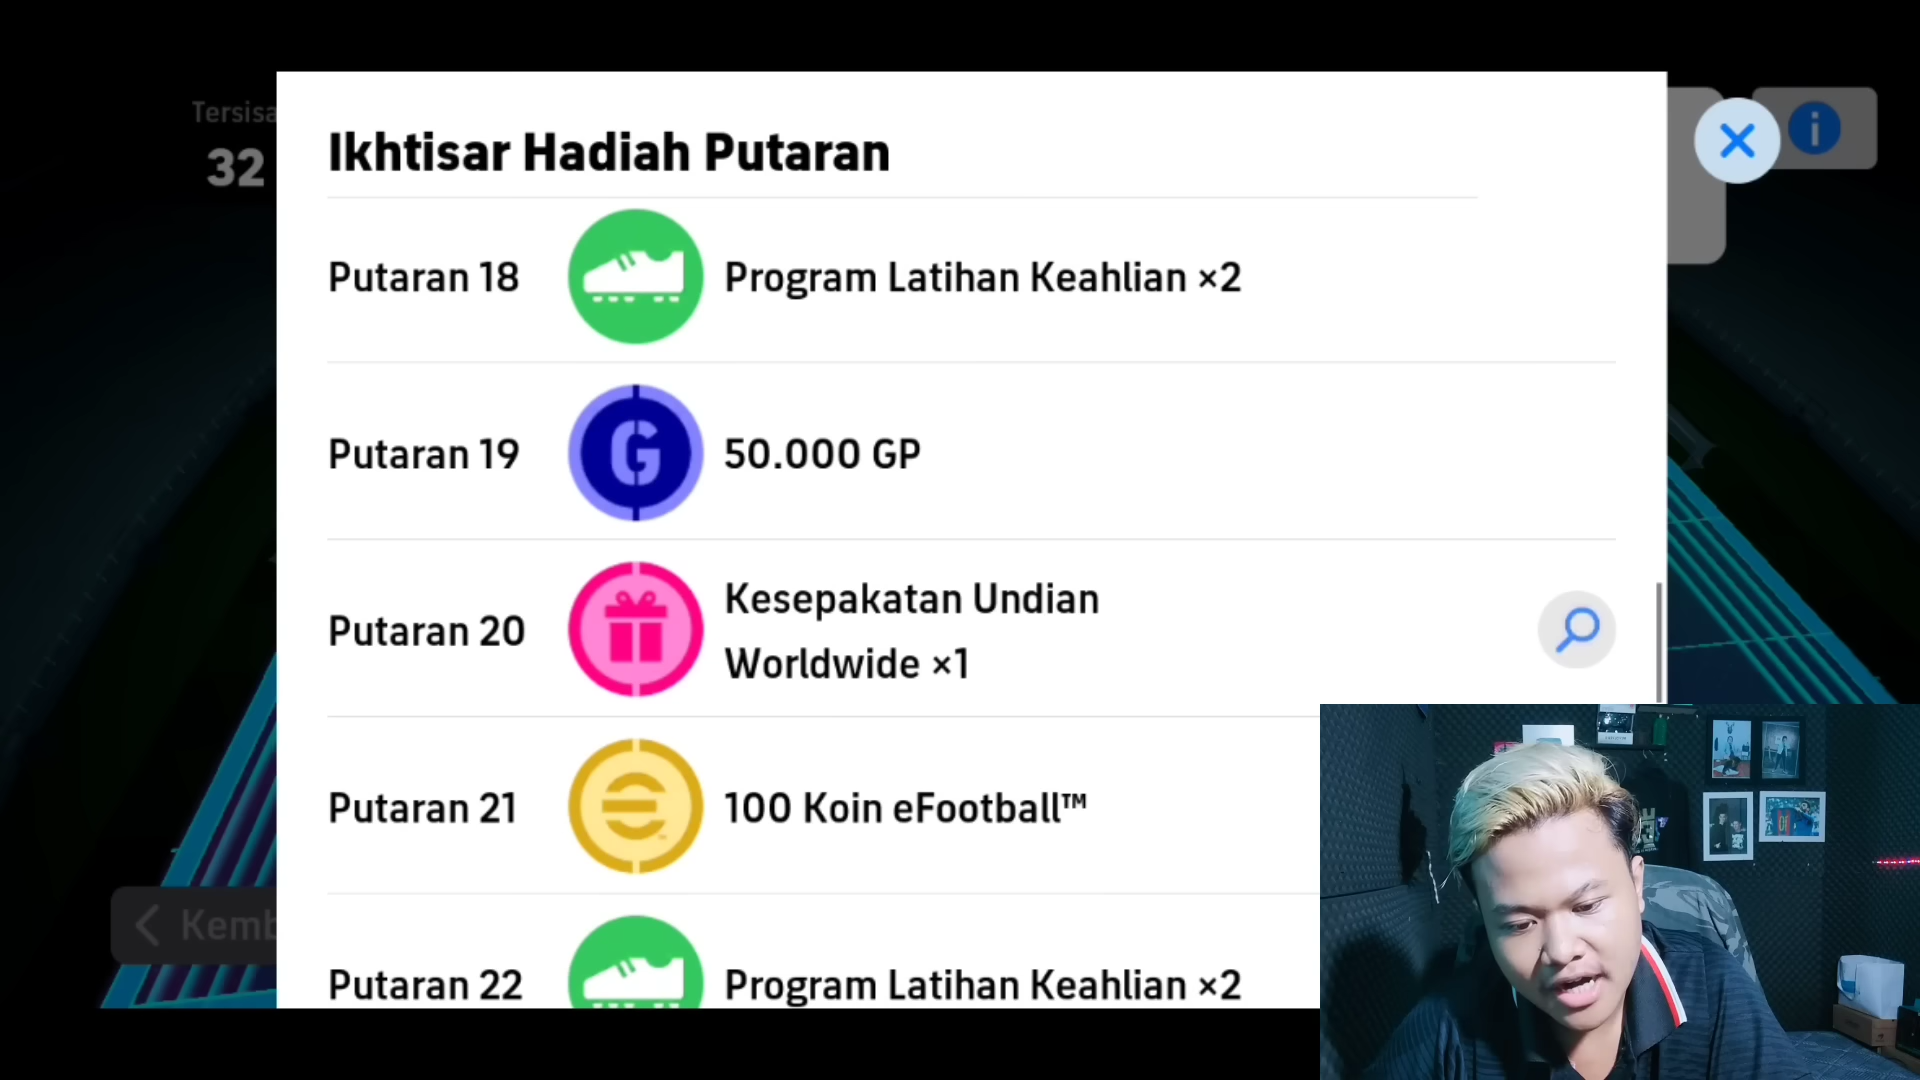 Tersisa
32
Ikhtisar Hadiah Putaran
i
Putaran 18
Program Latihan Keahlian ×2
Putaran 19
G
50.000 GP
Putaran 20
Kesepakatan Undian
Worldwide ×1
Putaran 21
100 Koin eFootball™
Kemb
Putaran 22
Program Latihan Keahlian ×2